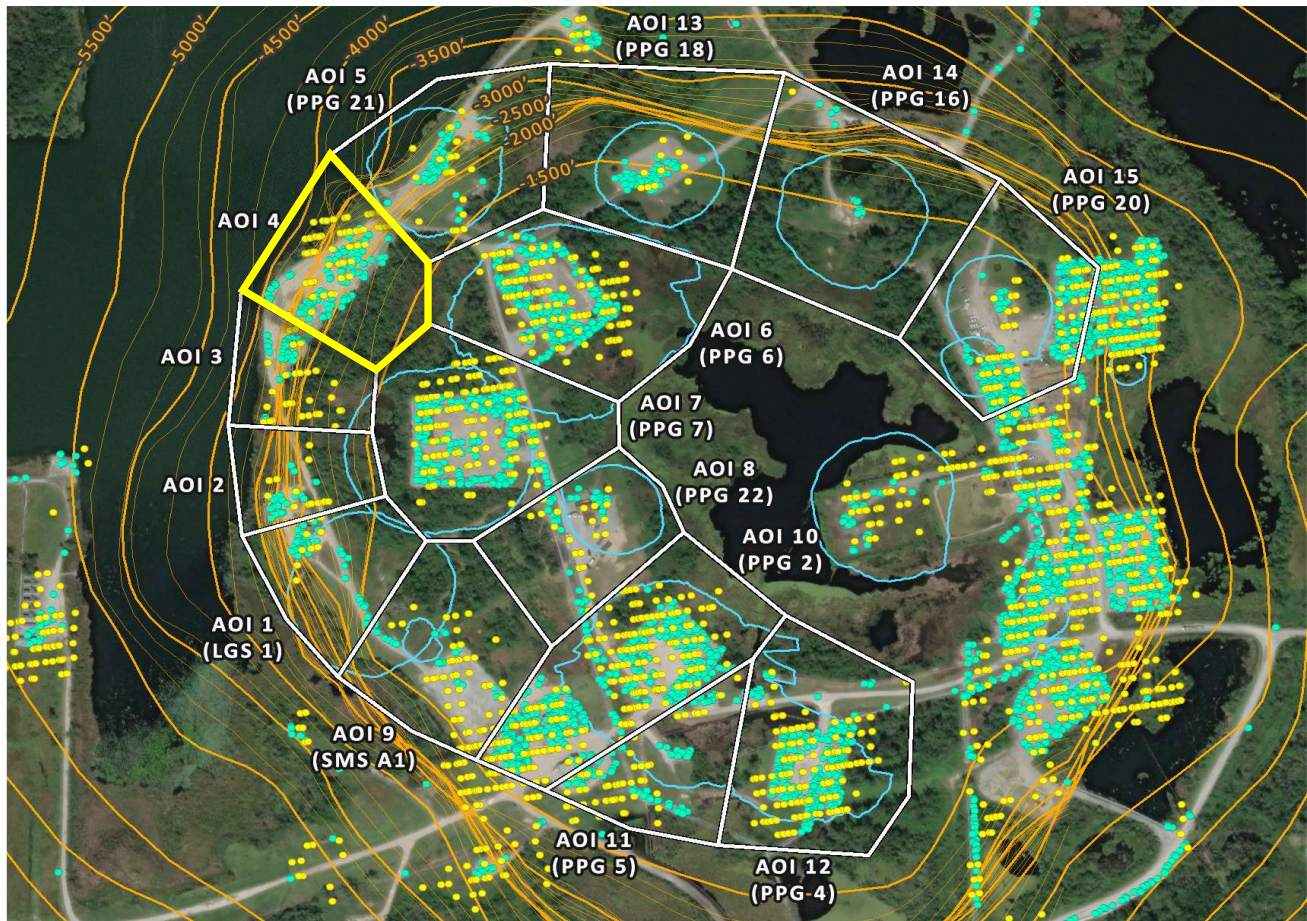 -5500'
-5000'
-4500'
-4000'
-3500'
-3000'
-2500'
-2000'
-1500'
AOI 13
(PPG 18)
AOI 5
(PPG 21)
AOI 14
(PPG 16)
AOI 15
(PPG 20)
AOI 4
AOI 3
AOI 6
(PPG 6)
AOI 7
(PPG 7)
AOI 2
AOI 8
(PPG 22)
AOI 10
(PPG 2)
AOI 1
(LGS 1)
AOI 9
(SMS A1)
AOI 11
(PPG 5)
AOI 12
(PPG 4)